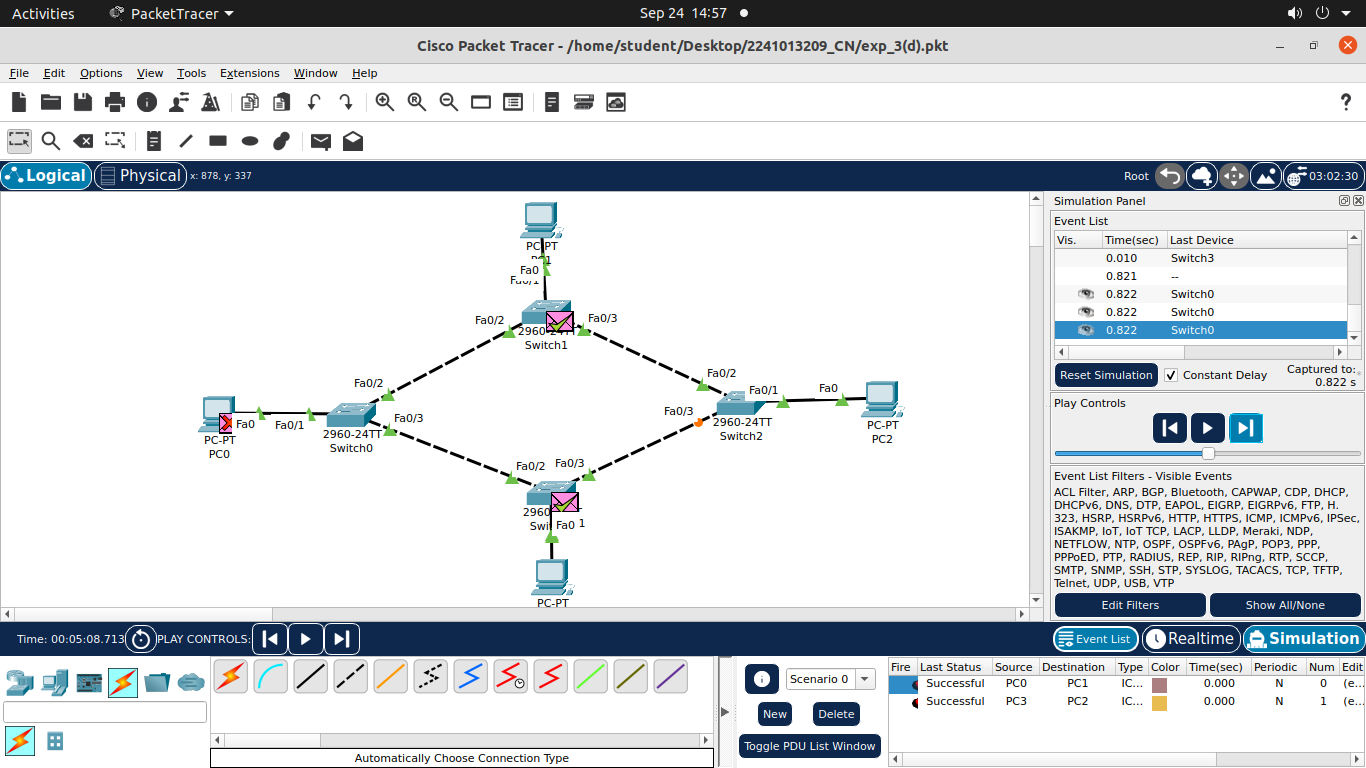 Activities
PacketTracer
Sep 24 14:57
Cisco Packet Tracer - /home/student/Desktop/2241013209_CN/exp_3(d).pkt
File Edit Options View Tools Extensions Window Help
Logical
Physical
x: 878, y: 337
Root
03:02:30
PC-PT
Fa0
Fa0/2
Fa0/3
2960-24TT
Switch1
Fa0/2
Fa0/3
Fa0/1
Fa0
PC-PT
PC0
2960-24TT
Switch0
Fa0/2
Fa0/1
Fa0
Fa0/3
2960-24TT
Switch2
PC-PT
PC2
Fa0/2
Fa0/3
Fa0
PC-PT
Simulation Panel
Event List
Vis. Time(sec) Last Device
0.010 Switch3
0.821 --
0.822 Switch0
0.822 Switch0
0.822 Switch0
Reset Simulation
Constant Delay
Captured to:
0.822 s
Play Controls
Event List Filters - Visible Events
ACL Filter, ARP, BGP, Bluetooth, CAPWAP, CDP, DHCP,
DHCPv6, DNS, DTP, EAPOL, EIGRP, EIGRPv6, FTP, H.
323, HSRP, HSRPv6, HTTP, HTTPS, ICMP, ICMPv6, IPSec,
ISAKMP, IoT, IoT TCP, LACP, LLDP, Meraki, NDP,
NETFLOW, NTP, OSPF, OSPFv6, PAgP, POP3, PPP,
PPPoED, PTP, RADIUS, REP, RIP, RIPng, RTP, SCCP,
SMTP, SNMP, SSH, STP, SYSLOG, TACACS, TCP, TFTP,
Telnet, UDP, USB, VTP
Edit Filters
Show All/None
Time: 00:05:08.713
PLAY CONTROLS:
Event List
Realtime
Simulation
Automatically Choose Connection Type
Scenario 0
New
Delete
Toggle PDU List Window
Fire Last Status Source Destination Type Color Time(sec) Periodic Num Edit
Successful PC0 PC1 IC... 0.000 N 0 (e...
Successful PC3 PC2 IC... 0.000 N 1 (e...